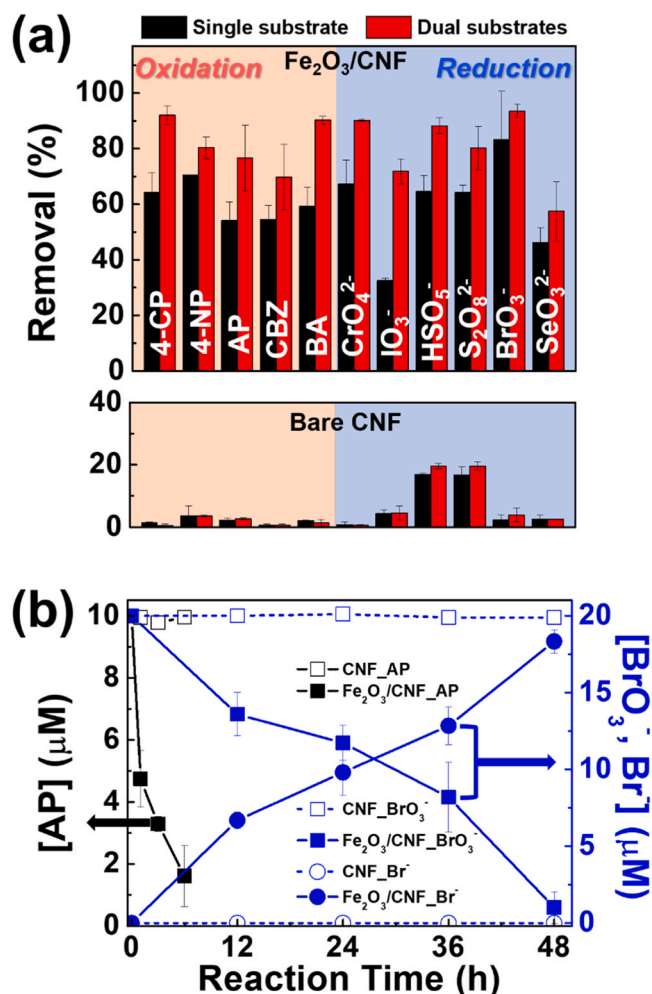 (a)
Single substrate Dual substrates
Oxidation Fe₂O₃/CNF Reduction
Removal (%)
100
80
60
40
20
0
4-CP
4-NP
AP
CBZ
BA
CrO₄²⁻
IO₃⁻
HSO₅⁻
S₂O₈²⁻
BrO₃⁻
SeO₃²⁻
Bare CNF
40
20
0
(b)
[AP] (μM)
10
8
6
4
2
0
CNF_AP
Fe₂O₃/CNF_AP
CNF_BrO₃⁻
Fe₂O₃/CNF_BrO₃⁻
CNF_Br⁻
Fe₂O₃/CNF_Br⁻
20
15
10
5
0
[BrO₃⁻, Br⁻] (μM)
0 12 24 36 48
Reaction Time (h)